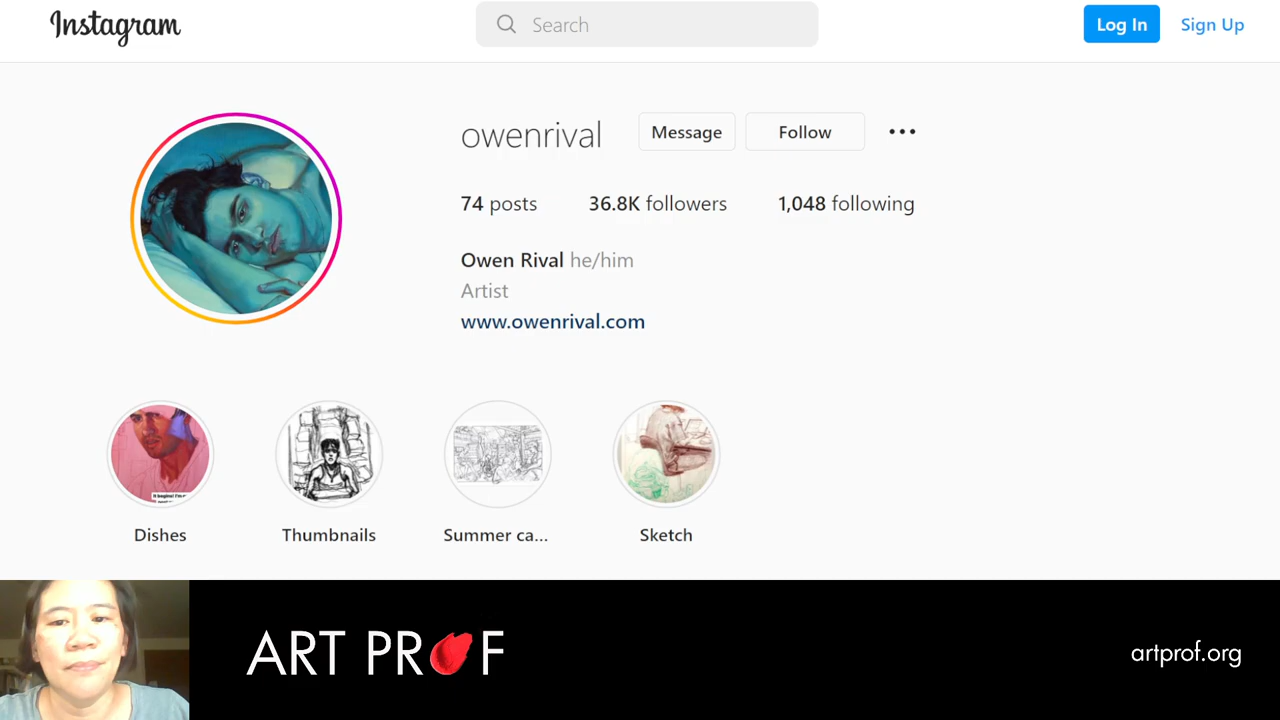 Instagram
Search
Log In
Sign Up
owenrival
Message
Follow
•••
74 posts
36.8K followers
1,048 following
Owen Rival he/him
Artist
www.owenrival.com
Dishes
Thumbnails
Summer ca...
Sketch
ART PROF
artprof.org